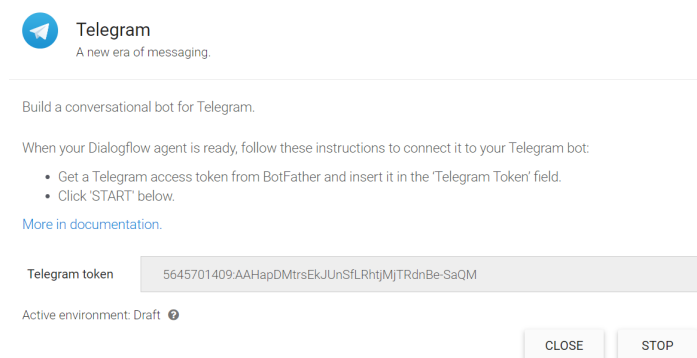 Telegram
A new era of messaging.
Build a conversational bot for Telegram.
When your Dialogflow agent is ready, follow these instructions to connect it to your Telegram bot:
• Get a Telegram access token from BotFather and insert it in the 'Telegram Token' field.
• Click 'START' below.
More in documentation.
Telegram token 5645701409:AAHapDMtrsEkJUnSfLRhtjMjTRdnBe-SaQM
Active environment: Draft ?
CLOSE STOP